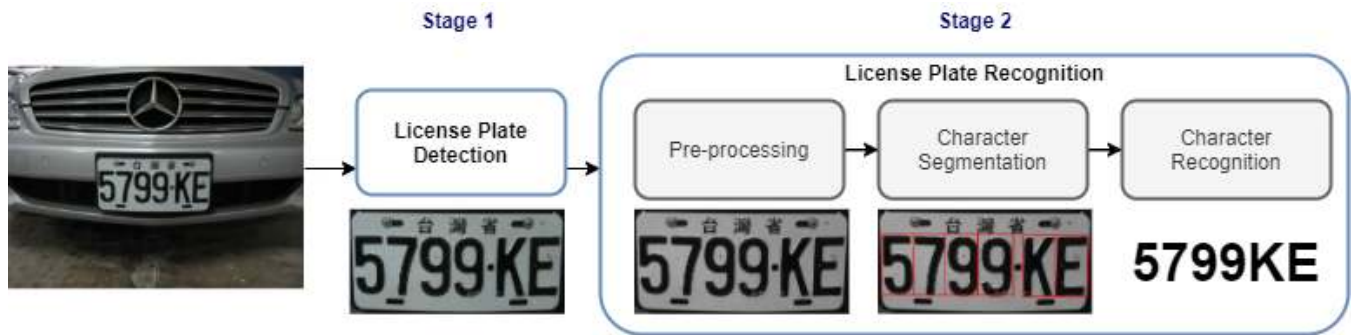 Stage 1
Stage 2
License Plate Recognition
License Plate
Detection
Pre-processing
Character
Segmentation
Character
Recognition
台灣省
5799·KE
台灣省
5799·KE
台灣省
5799·KE
台灣省
5799·KE
5799KE